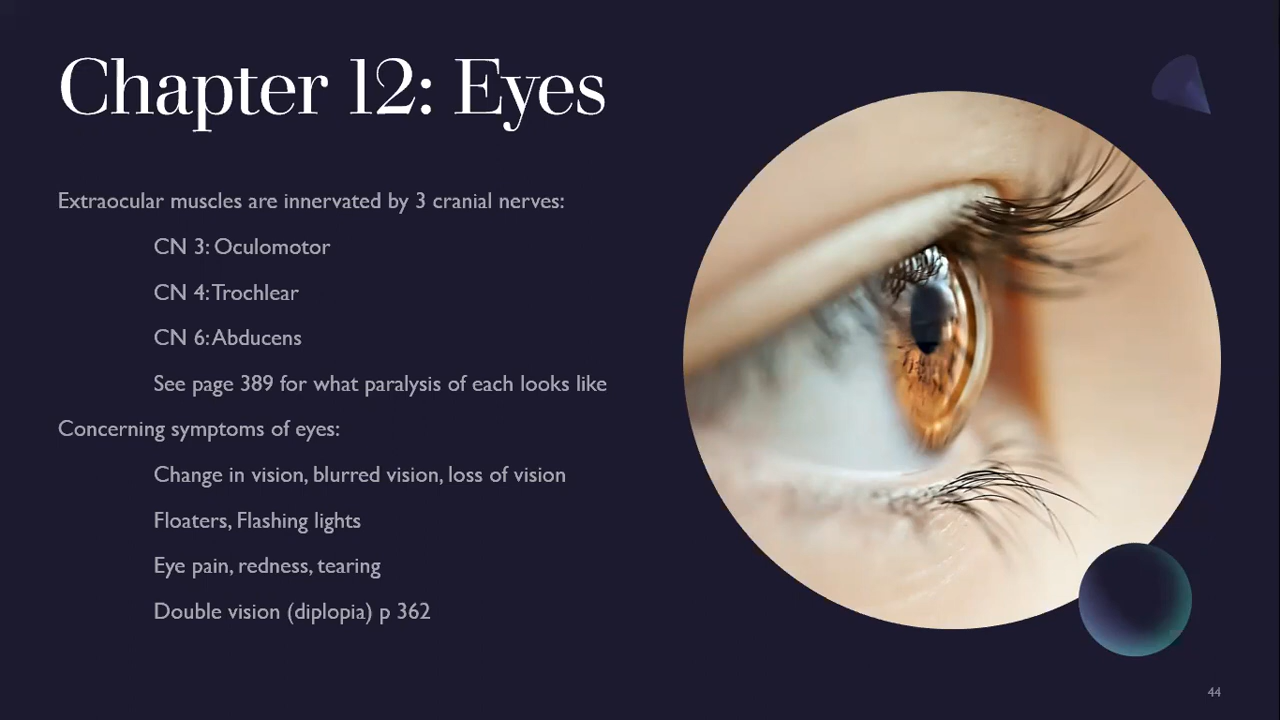 Chapter 12: Eyes
Extraocular muscles are innervated by 3 cranial nerves:
CN 3: Oculomotor
CN 4: Trochlear
CN 6: Abducens
See page 389 for what paralysis of each looks like
Concerning symptoms of eyes:
Change in vision, blurred vision, loss of vision
Floaters, Flashing lights
Eye pain, redness, tearing
Double vision (diplopia) p 362
44